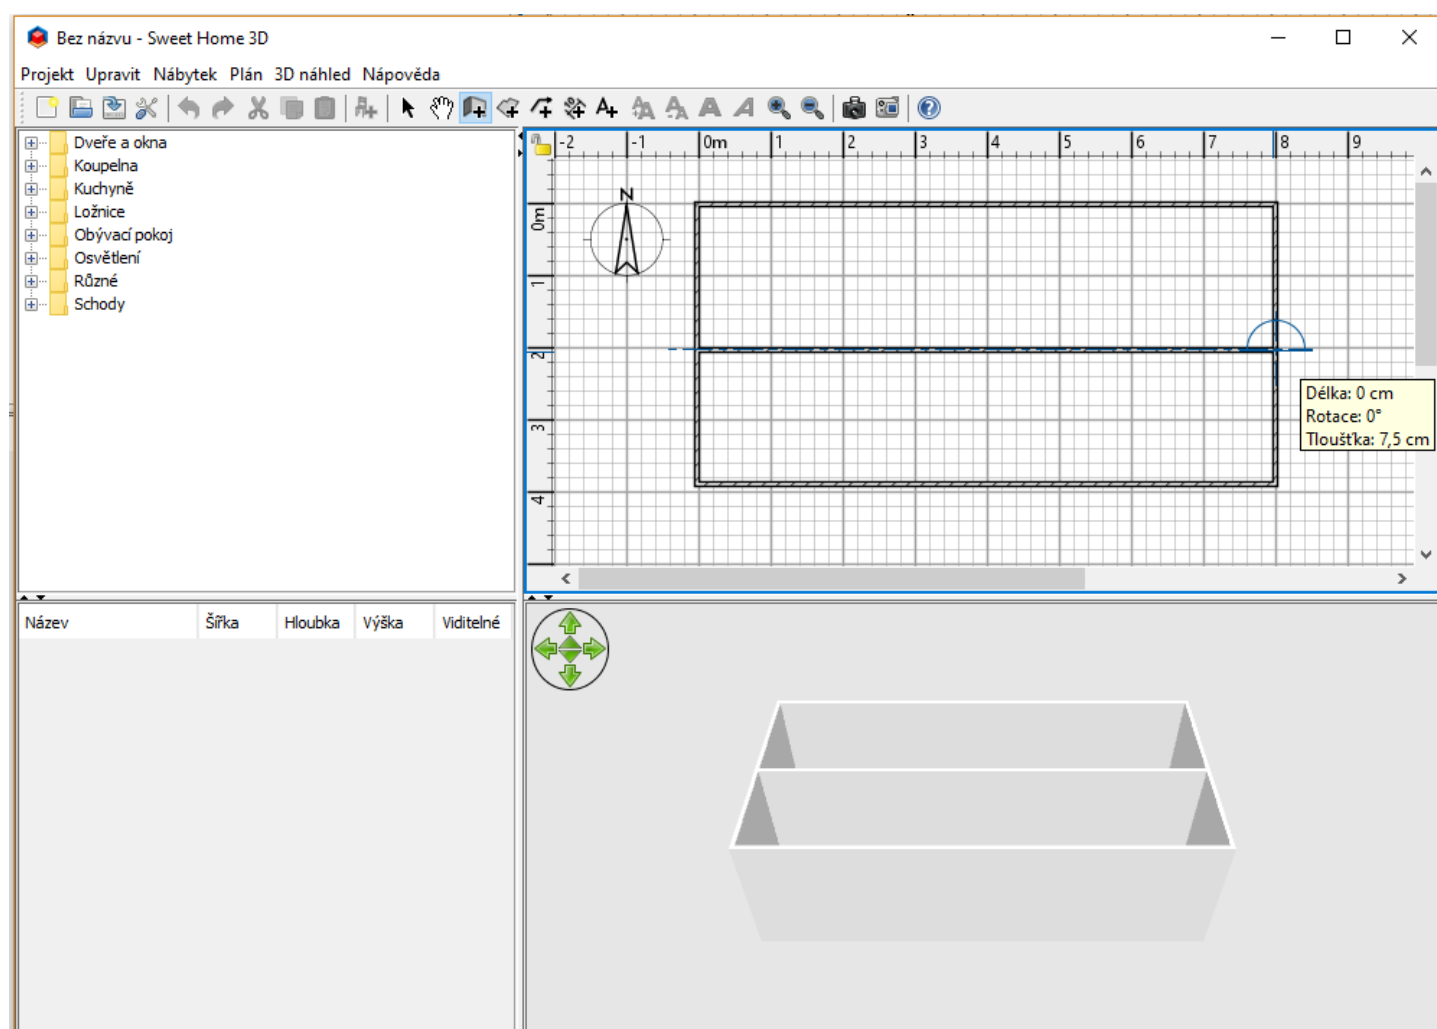 Bez názvu - Sweet Home 3D
Projekt Upravit Nábytek Plán 3D náhled Nápověda
Dveře a okna
Koupelna
Kuchyně
Ložnice
Obývací pokoj
Osvětlení
Různé
Schody
-2 -1 0m 1 2 3 4 5 6 7 8 9
N
0m
1
2
3
4
Délka: 0 cm
Rotace: 0°
Tloušťka: 7,5 cm
Název Šířka Hloubka Výška Viditelné